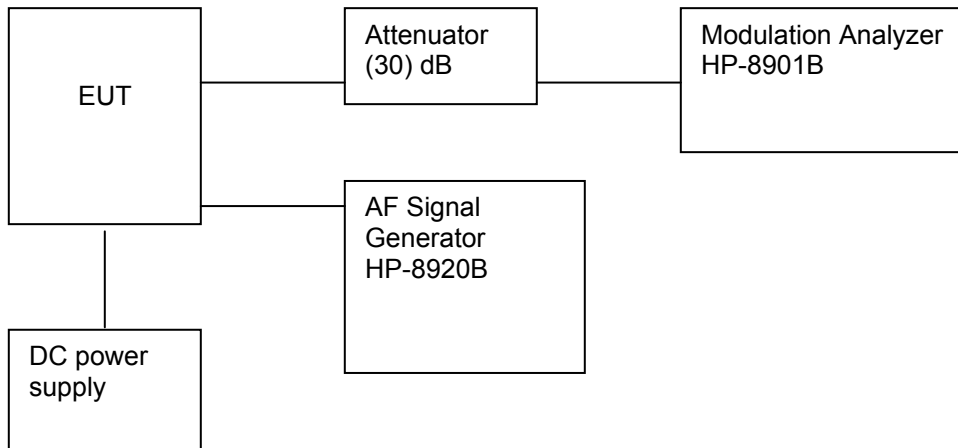 EUT
Attenuator
(30) dB
Modulation Analyzer
HP-8901B
AF Signal
Generator
HP-8920B
DC power
supply